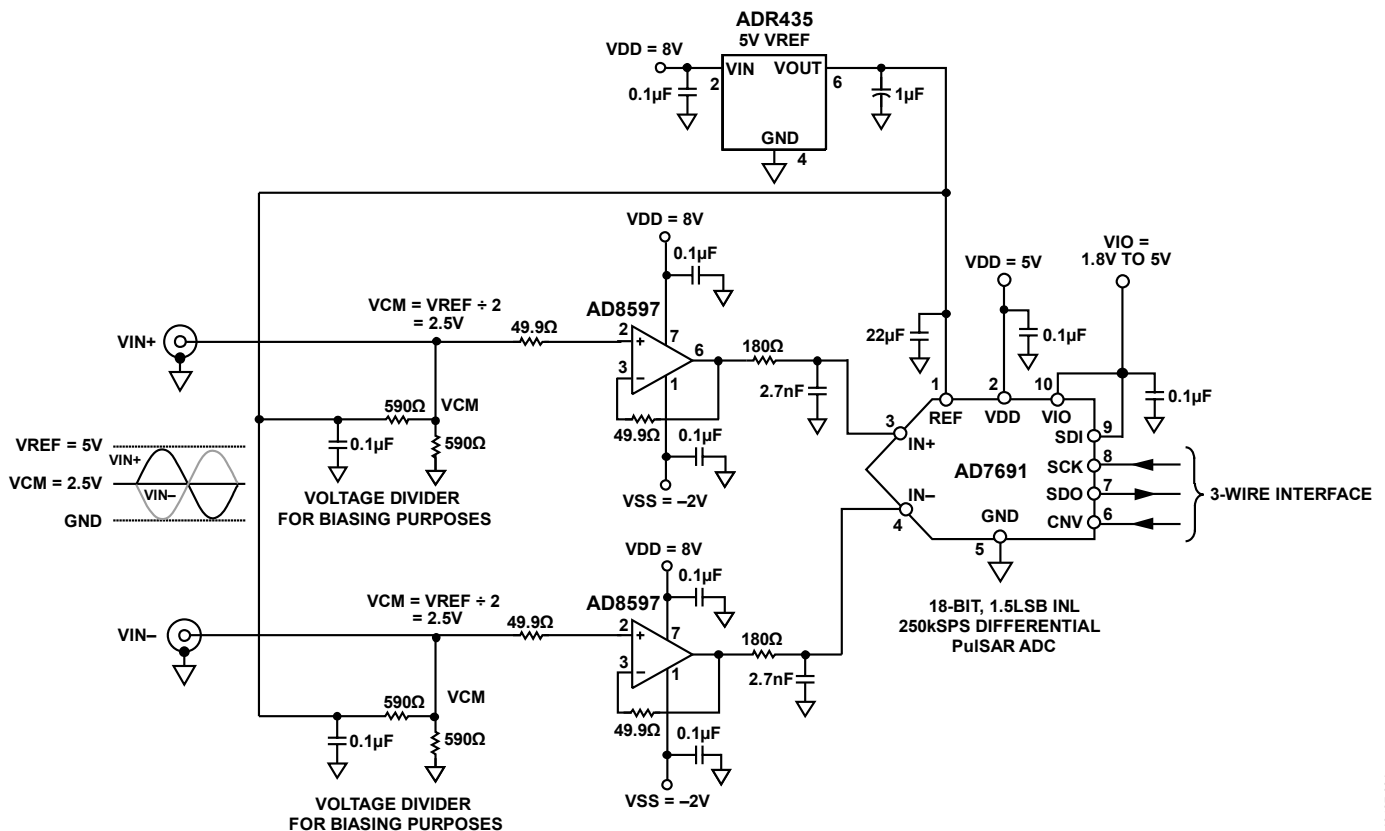 ADR435
5V VREF
VDD = 8V
VIN
VOUT
2
6
0.1µF
1µF
GND
4
VDD = 8V
0.1µF
VIO =
1.8V TO 5V
VDD = 5V
VCM = VREF ÷ 2
= 2.5V
49.9Ω
AD8597
VIN+
2
+
7
6
180Ω
3
–
1
22µF
0.1µF
2.7nF
1
2
10
0.1µF
REF
VDD
VIO
590Ω
VCM
49.9Ω
0.1µF
3
IN+
SDI
9
0.1µF
590Ω
VREF = 5V
VIN+
VCM = 2.5V
VIN–
GND
VOLTAGE DIVIDER
FOR BIASING PURPOSES
VSS = –2V
AD7691
SCK
8
SDO
7
3-WIRE INTERFACE
IN–
4
GND
CNV
6
5
VDD = 8V
0.1µF
18-BIT, 1.5LSB INL
250kSPS DIFFERENTIAL
PulSAR ADC
VCM = VREF ÷ 2
= 2.5V
49.9Ω
AD8597
VIN–
2
+
7
180Ω
3
–
1
2.7nF
590Ω
VCM
49.9Ω
0.1µF
0.1µF
590Ω
VSS = –2V
VOLTAGE DIVIDER
FOR BIASING PURPOSES